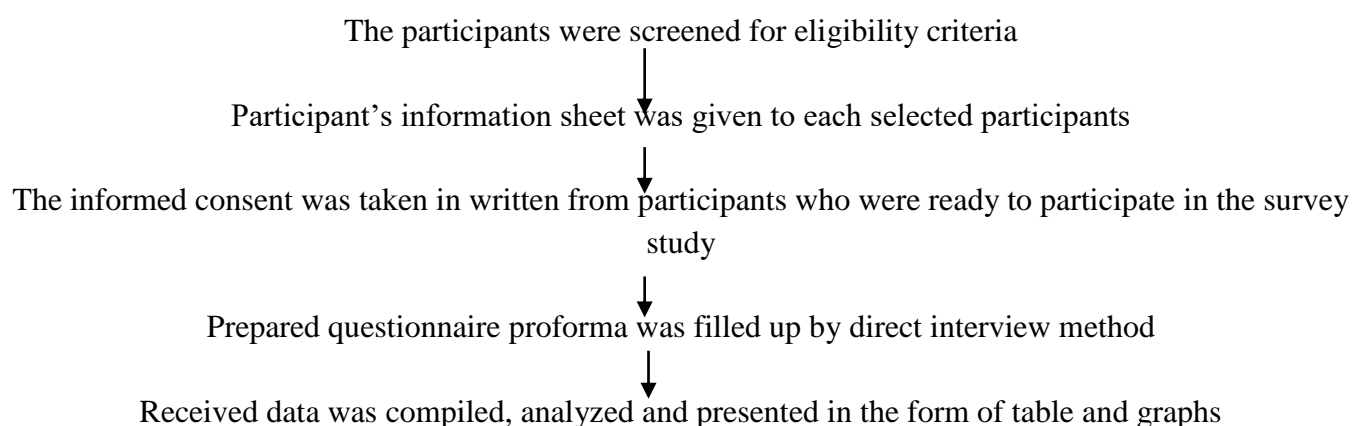 The participants were screened for eligibility criteria
Participant’s information sheet was given to each selected participants
The informed consent was taken in written from participants who were ready to participate in the survey
study
Prepared questionnaire proforma was filled up by direct interview method
Received data was compiled, analyzed and presented in the form of table and graphs